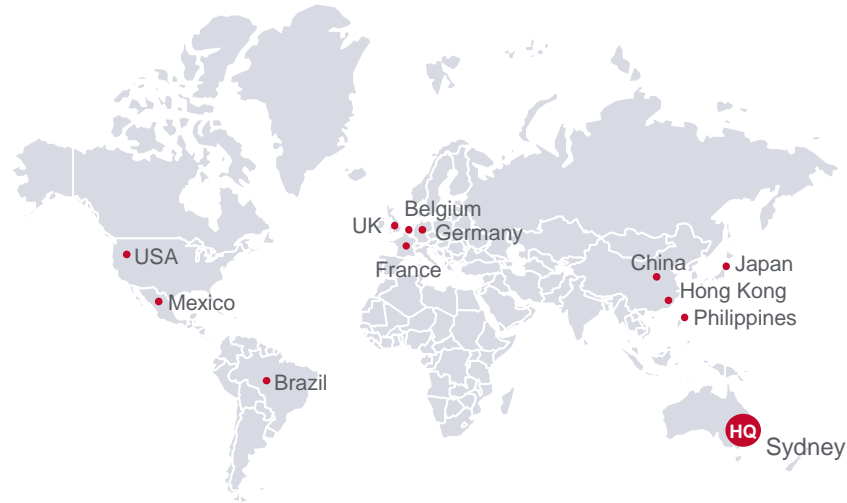 Belgium
UK
Germany
USA
France
China
Japan
Mexico
Hong Kong
Philippines
Brazil
HQ
Sydney